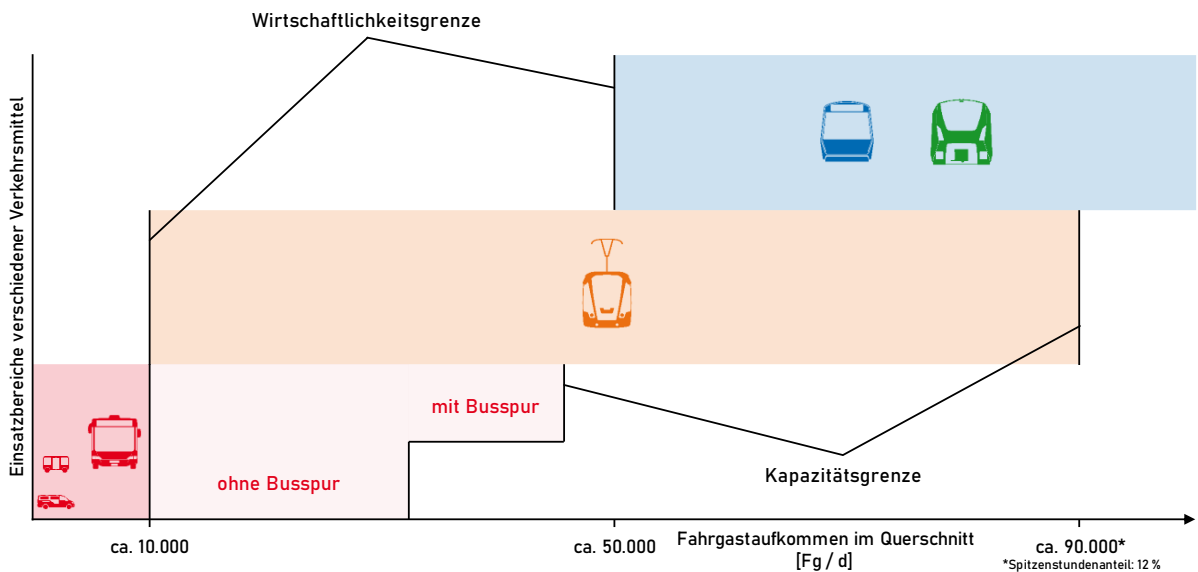 Wirtschaftlichkeitsgrenze
Einsatzbereiche verschiedener Verkehrsmittel
mit Busspur
ohne Busspur
Kapazitätsgrenze
ca. 10.000
ca. 50.000
Fahrgastaufkommen im Querschnitt
[Fg / d]
ca. 90.000*
*Spitzenstundenanteil: 12 %